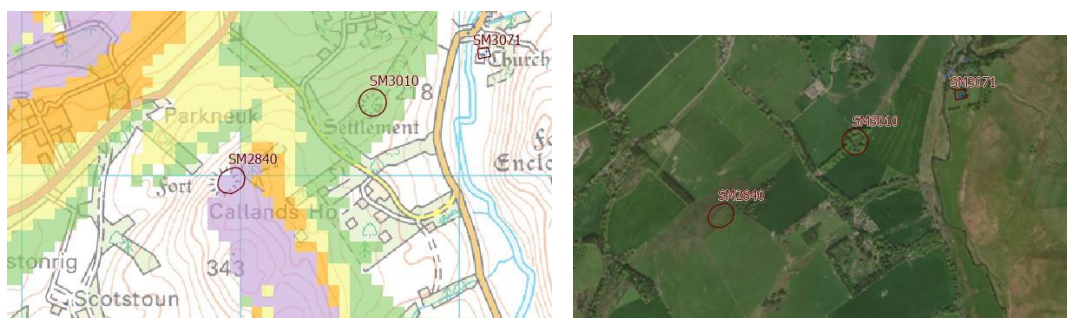 SM3071
Church
SM3010
218
Parkneuk
Settlement
SM2840
Fort
Enclo
Callands Ho
stonrig
343
Scotstoun
SM3071
SM3010
SM2840